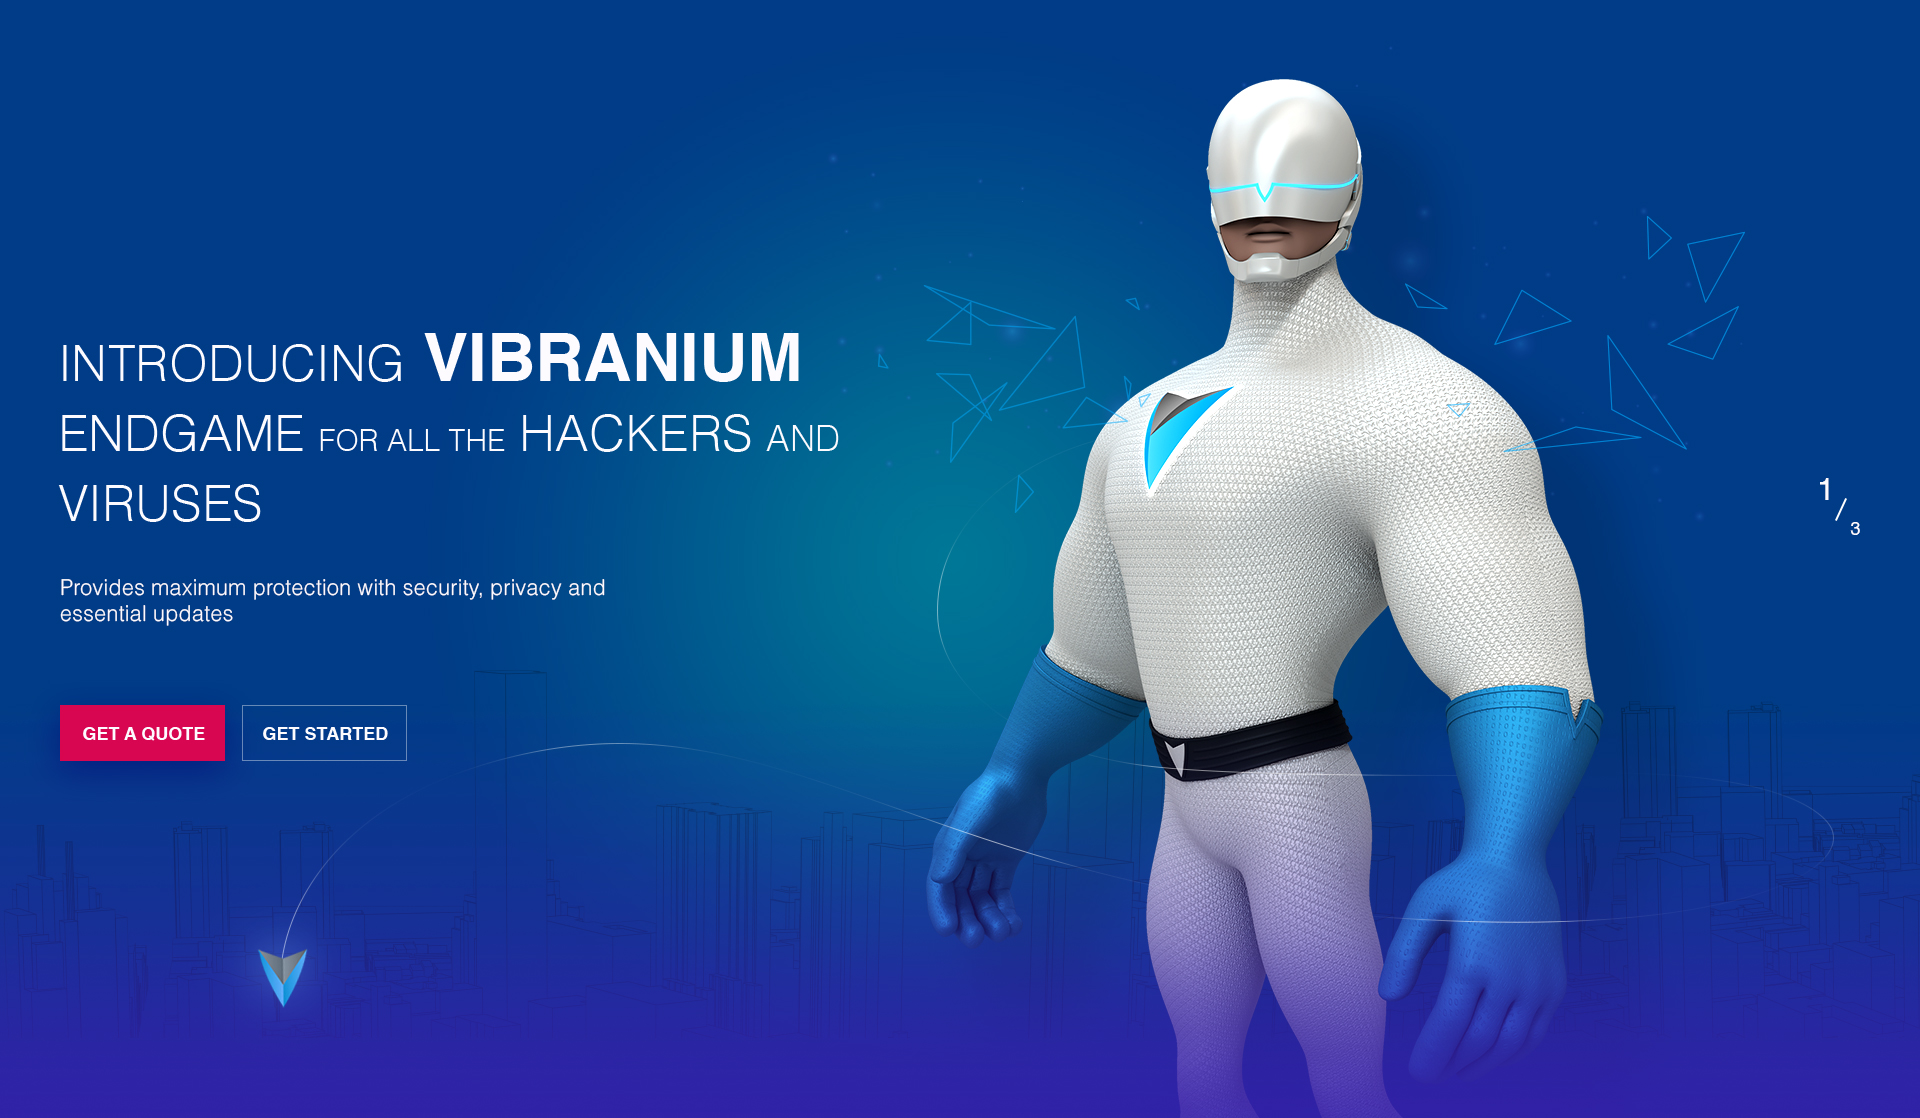 INTRODUCING VIBRANIUM
ENDGAME FOR ALL THE HACKERS AND
VIRUSES
Provides maximum protection with security, privacy and
essential updates
GET A QUOTE
GET STARTED
1/3